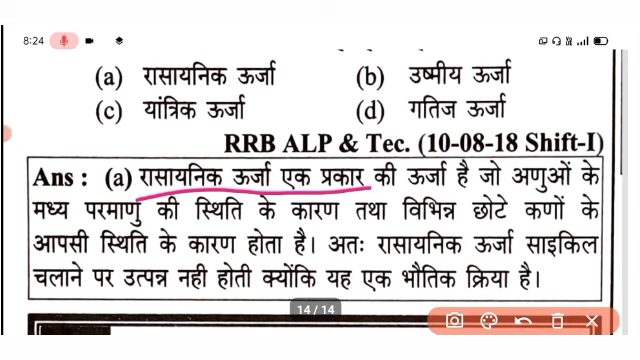 8:24
(a) रासायनिक ऊर्जा (b) उष्मीय ऊर्जा
(c) यांत्रिक ऊर्जा (d) गतिज ऊर्जा
RRB ALP & Tec. (10-08-18 Shift-I)
Ans : (a) रासायनिक ऊर्जा एक प्रकार की ऊर्जा है जो अणुओं के
मध्य परमाणु की स्थिति के कारण तथा विभिन्न छोटे कणों के
आपसी स्थिति के कारण होता है। अतः रासायनिक ऊर्जा साइकिल
चलाने पर उत्पन्न नही होती क्योंकि यह एक भौतिक क्रिया है।
14 / 14